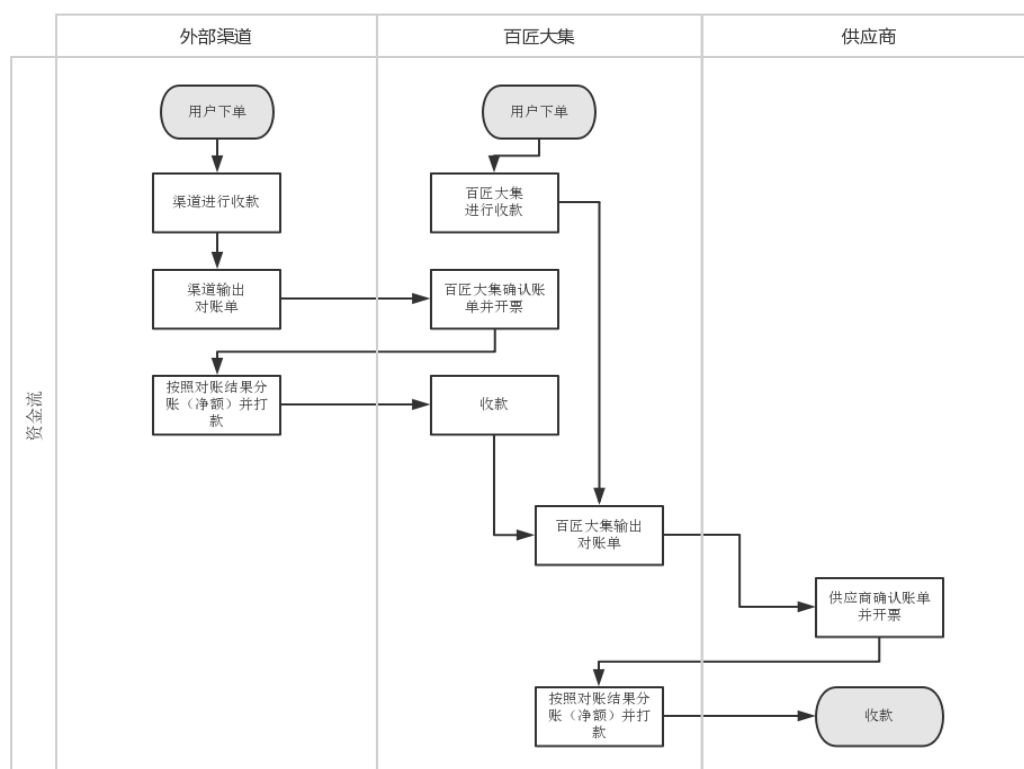 外部渠道
百匠大集
供应商
资金流
用户下单
用户下单
渠道进行收款
百匠大集
进行收款
渠道输出
对账单
百匠大集确认账
单并开票
按照对账结果分
账（净额）并打
款
收款
百匠大集输出
对账单
供应商确认账单
并开票
按照对账结果分
账（净额）并打
款
收款